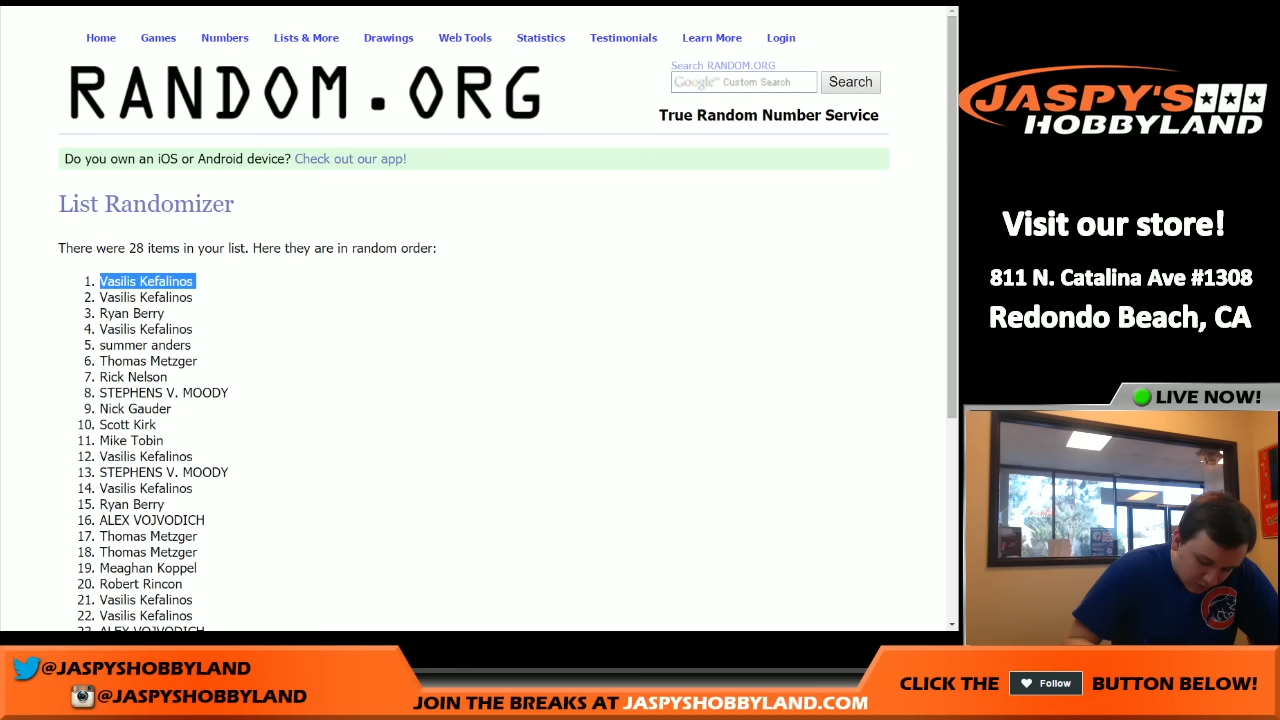 Home Games Numbers Lists & More Drawings Web Tools Statistics Testimonials Learn More Login
RANDOM.ORG
Search RANDOM.ORG
Google™ Custom Search
Search
True Random Number Service
Do you own an iOS or Android device? Check out our app!
List Randomizer
There were 28 items in your list. Here they are in random order:
1. Vasilis Kefalinos
2. Vasilis Kefalinos
3. Ryan Berry
4. Vasilis Kefalinos
5. summer anders
6. Thomas Metzger
7. Rick Nelson
8. STEPHENS V. MOODY
9. Nick Gauder
10. Scott Kirk
11. Mike Tobin
12. Vasilis Kefalinos
13. STEPHENS V. MOODY
14. Vasilis Kefalinos
15. Ryan Berry
16. ALEX VOJVODICH
17. Thomas Metzger
18. Thomas Metzger
19. Meaghan Koppel
20. Robert Rincon
21. Vasilis Kefalinos
22. Vasilis Kefalinos
23. ALEX VOJVODICH
JASPY'S
HOBBYLAND
Visit our store!
811 N. Catalina Ave #1308
Redondo Beach, CA
LIVE NOW!
@JASPYSHOBBYLAND
@JASPYSHOBBYLAND
JOIN THE BREAKS AT JASPYSHOBBYLAND.COM
CLICK THE Follow BUTTON BELOW!